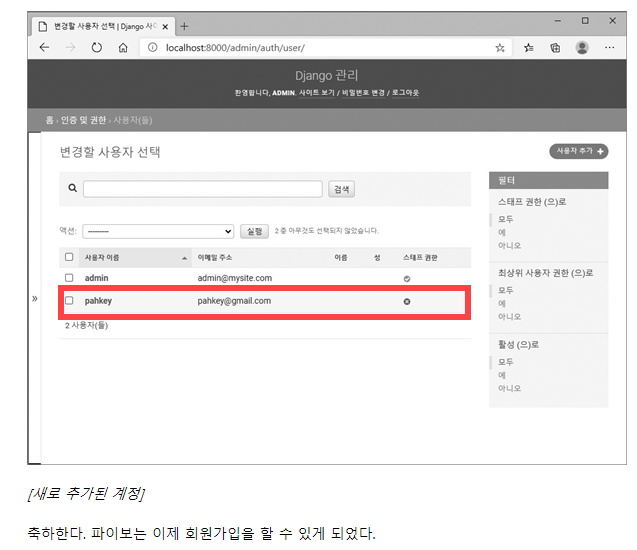 변경할 사용자 선택 | Django 사이
localhost:8000/admin/auth/user/
Django 관리
환영합니다, ADMIN. 사이트 보기 / 비밀번호 변경 / 로그아웃
홈 › 인증 및 권한 › 사용자(들)
변경할 사용자 선택
사용자 추가 +
검색
액션: --------- 실행 2 중 아무것도 선택되지 않았습니다.
사용자 이름 이메일 주소 이름 성 스태프 권한
admin admin@mysite.com
pahkey pahkey@gmail.com
2 사용자(들)
»
필터
스태프 권한 (으)로
모두
예
아니오
최상위 사용자 권한 (으)로
모두
예
아니오
활성 (으)로
모두
예
아니오
[새로 추가된 계정]
축하한다. 파이보는 이제 회원가입을 할 수 있게 되었다.